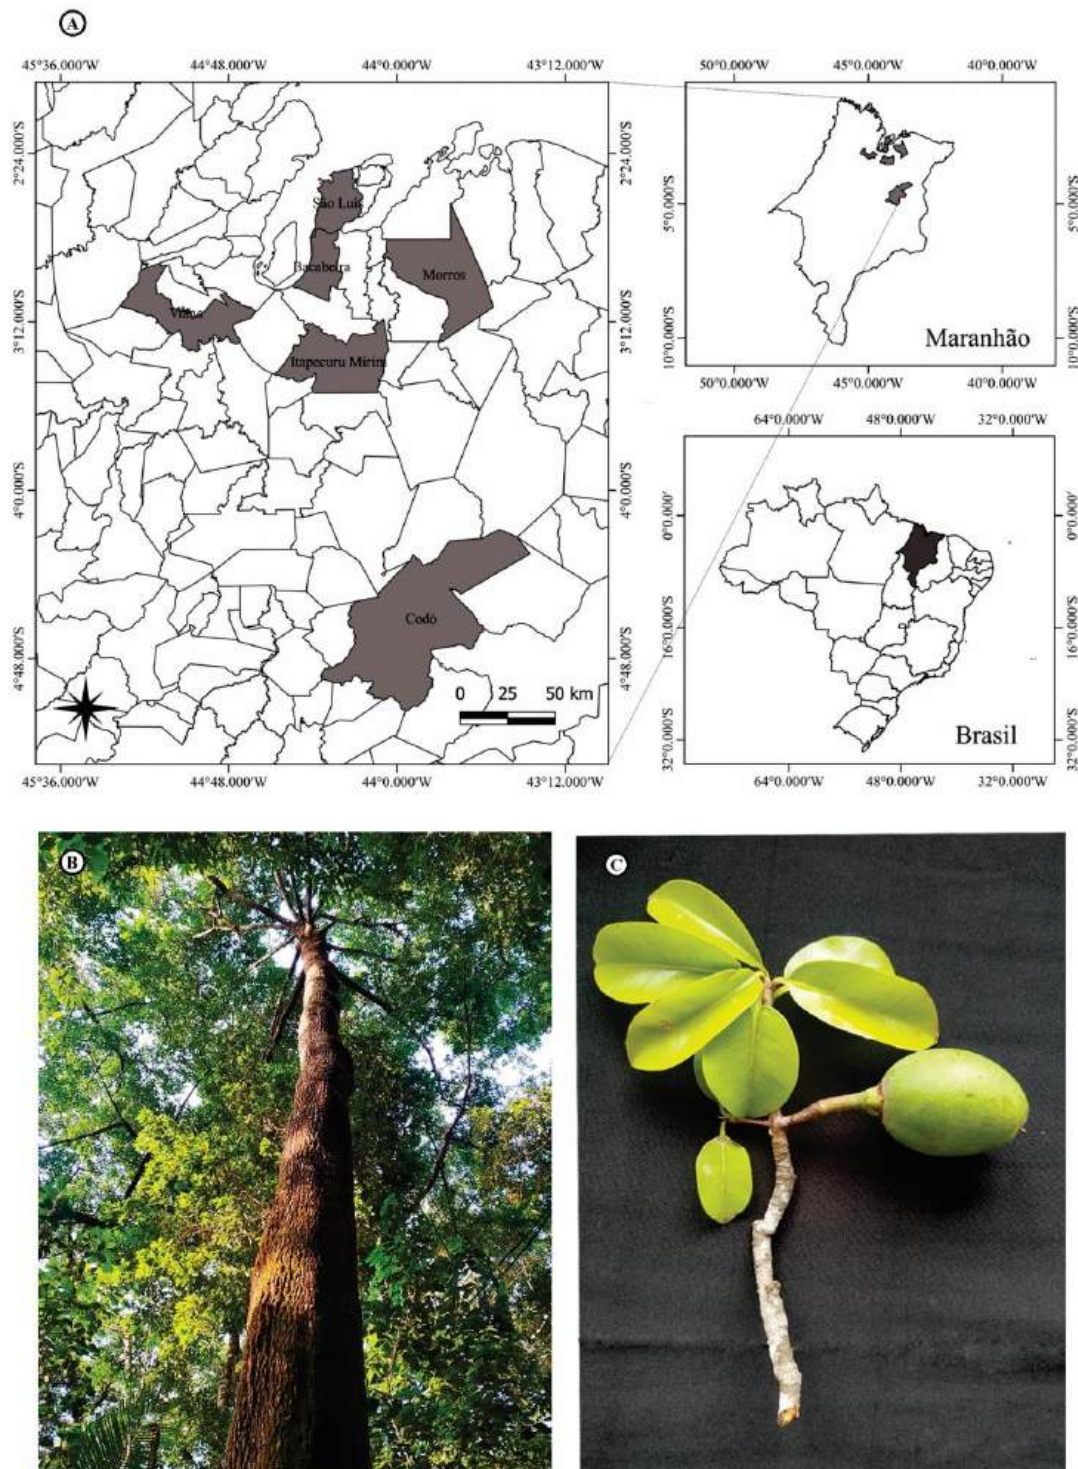 A
45°36.000'W 44°48.000'W 44°0.000'W 43°12.000'W
2°24.000'S
3°12.000'S
4°0.000'S
4°48.000'S
São Luís
Bacabeira
Morros
Viana
Itapecuru Mirim
Codó
0 25 50 km
45°36.000'W 44°48.000'W 44°0.000'W 43°12.000'W
2°24.000'S
3°12.000'S
4°0.000'S
4°48.000'S
50°0.000'W 45°0.000'W 40°0.000'W
5°0.000'S
10°0.000'S
5°0.000'S
10°0.000'S
Maranhão
50°0.000'W 45°0.000'W 40°0.000'W
64°0.000'W 48°0.000'W 32°0.000'W
0°0.000'
16°0.000'S
32°0.000'S
0°0.000'
16°0.000'S
32°0.000'S
Brasil
64°0.000'W 48°0.000'W 32°0.000'W
B
C